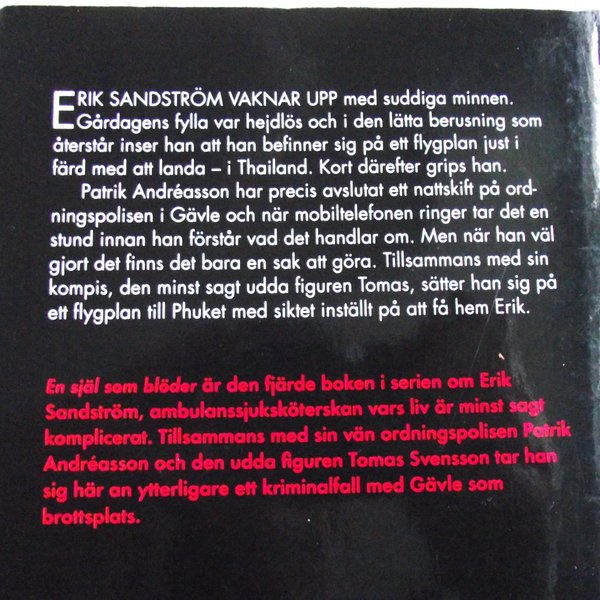 ERIK SANDSTRÖM VAKNAR UPP med suddiga minnen.
Gårdagens fylla var hejdlös och i den lätta berusning som
återstår inser han att han befinner sig på ett flygplan just i
färd med att landa – i Thailand. Kort därefter grips han.
Patrik Andréasson har precis avslutat ett nattskift på ord-
ningspolisen i Gävle och när mobiltelefonen ringer tar det en
stund innan han förstår vad det handlar om. Men när han väl
gjort det finns det bara en sak att göra. Tillsammans med sin
kompis, den minst sagt udda figuren Tomas, sätter han sig på
ett flygplan till Phuket med siktet inställt på att få hem Erik.
En själ som blöder är den fjärde boken i serien om Erik
Sandström, ambulanssjuksköterskan vars liv är minst sagt
komplicerat. Tillsammans med sin vän ordningspolisen Patrik
Andréasson och den udda figuren Tomas Svensson tar han
sig här an ytterligare ett kriminalfall med Gävle som
brottsplats.